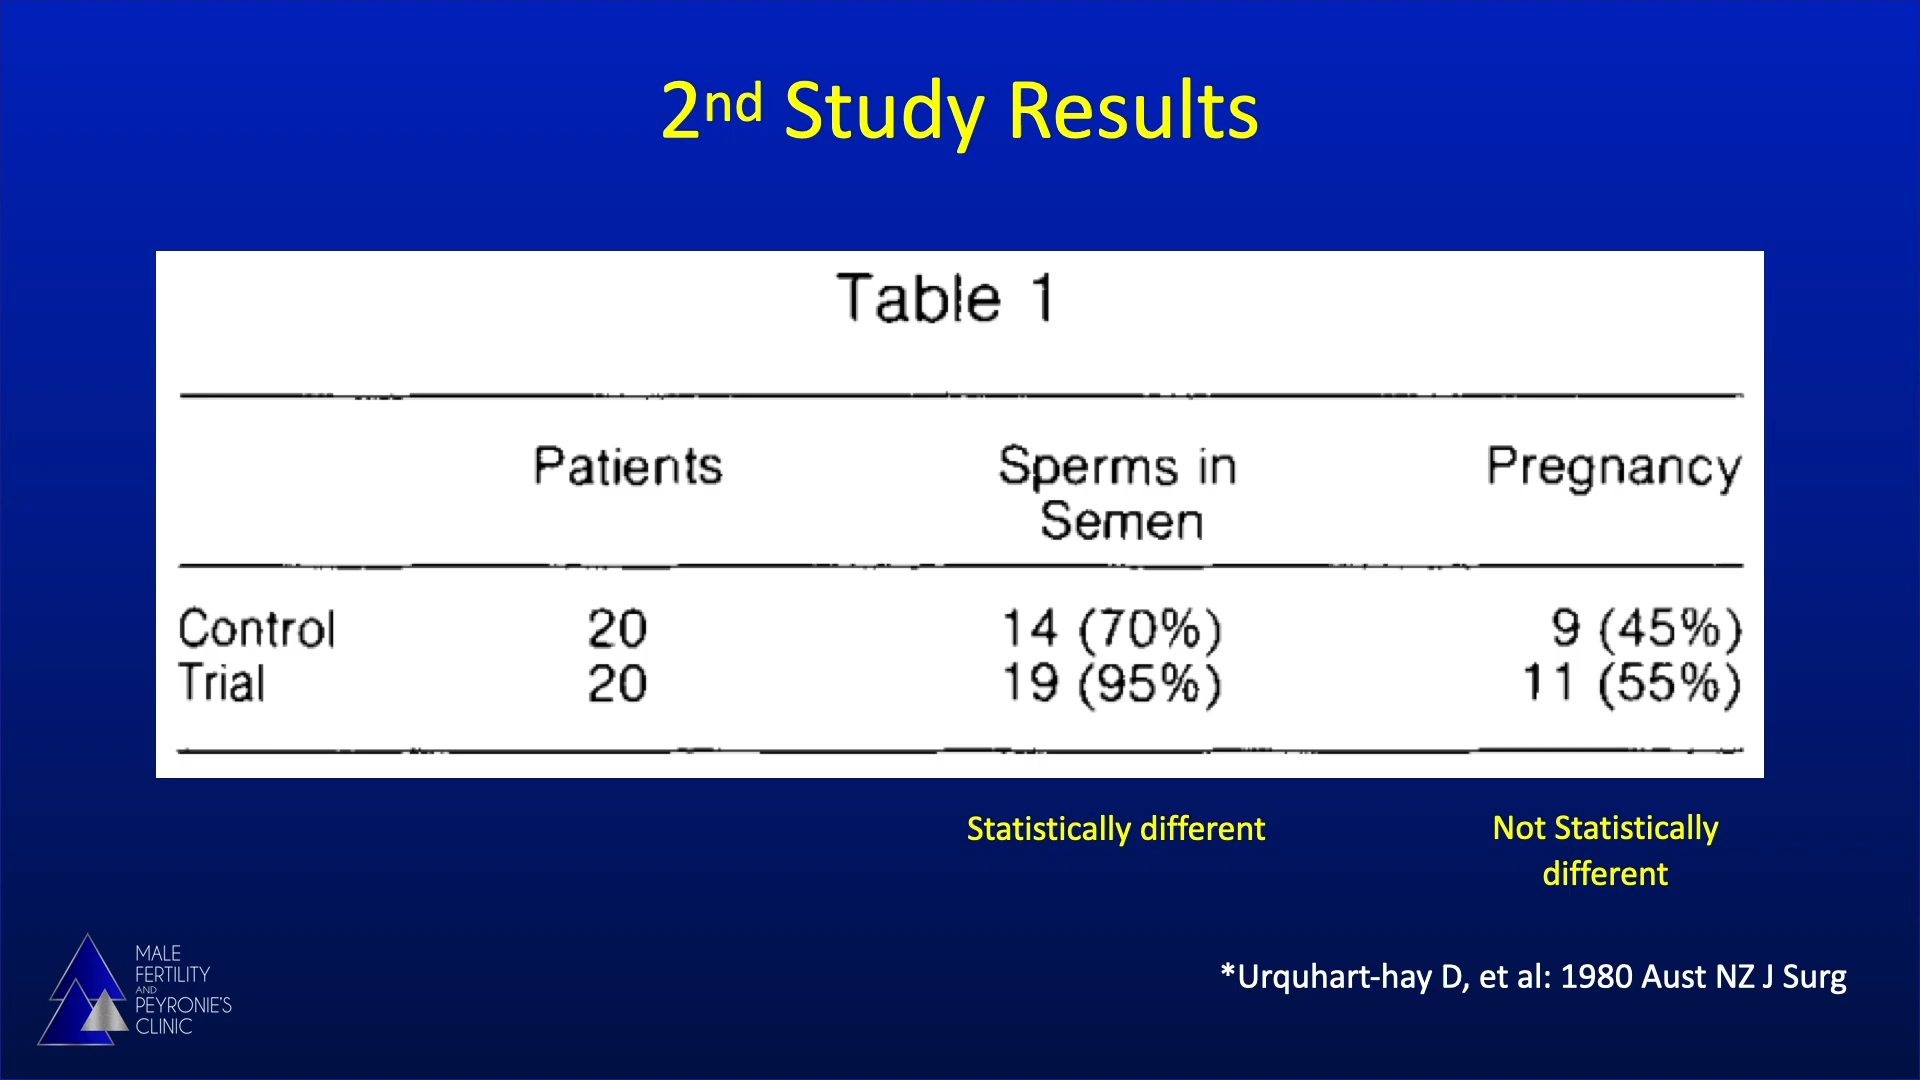 2nd Study Results
Table 1
Patients Sperms in Pregnancy
Semen
Control 20 14 (70%) 9 (45%)
Trial 20 19 (95%) 11 (55%)
Statistically different Not Statistically
different
MALE
FERTILITY
AND
PEYRONIE'S
CLINIC
*Urquhart-hay D, et al: 1980 Aust NZ J Surg